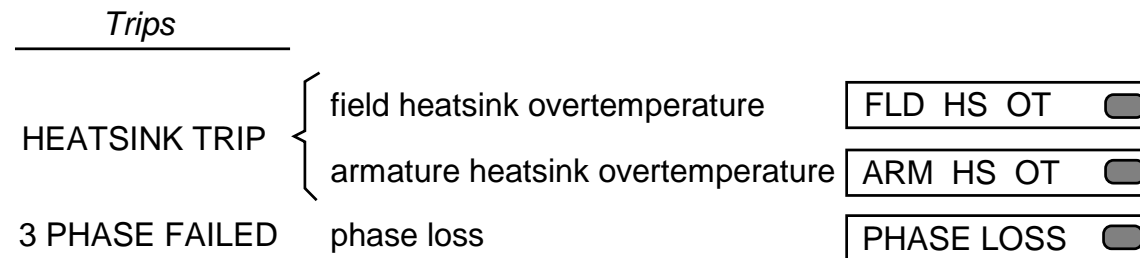 Trips
field heatsink overtemperature FLD HS OT
HEATSINK TRIP
armature heatsink overtemperature ARM HS OT
3 PHASE FAILED phase loss PHASE LOSS